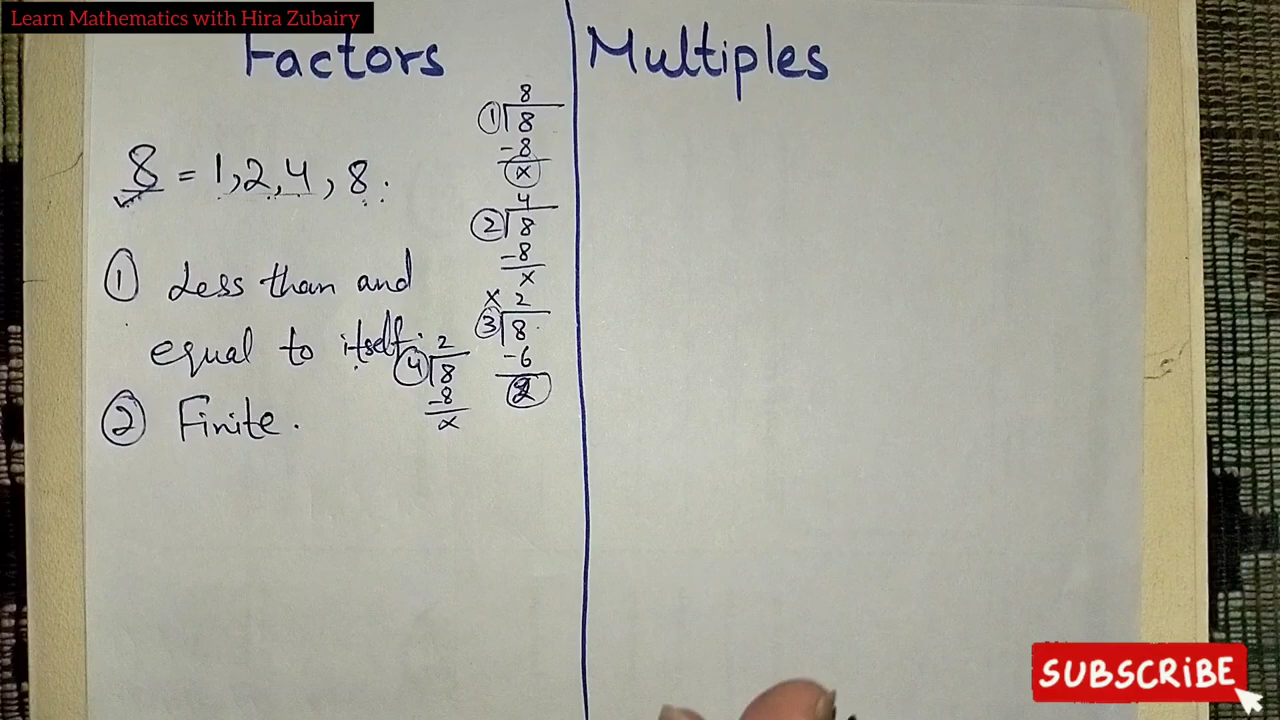 Learn Mathematics with Hira Zubairy
Factors
Multiples
8 = 1, 2, 4, 8.
① Less than and
equal to itself.
② Finite.
8
① 8
-8
x
4
② 8
-8
x
x 2
③ 8
-6
2
2
④ 8
-8
x
SUBSCRIBE